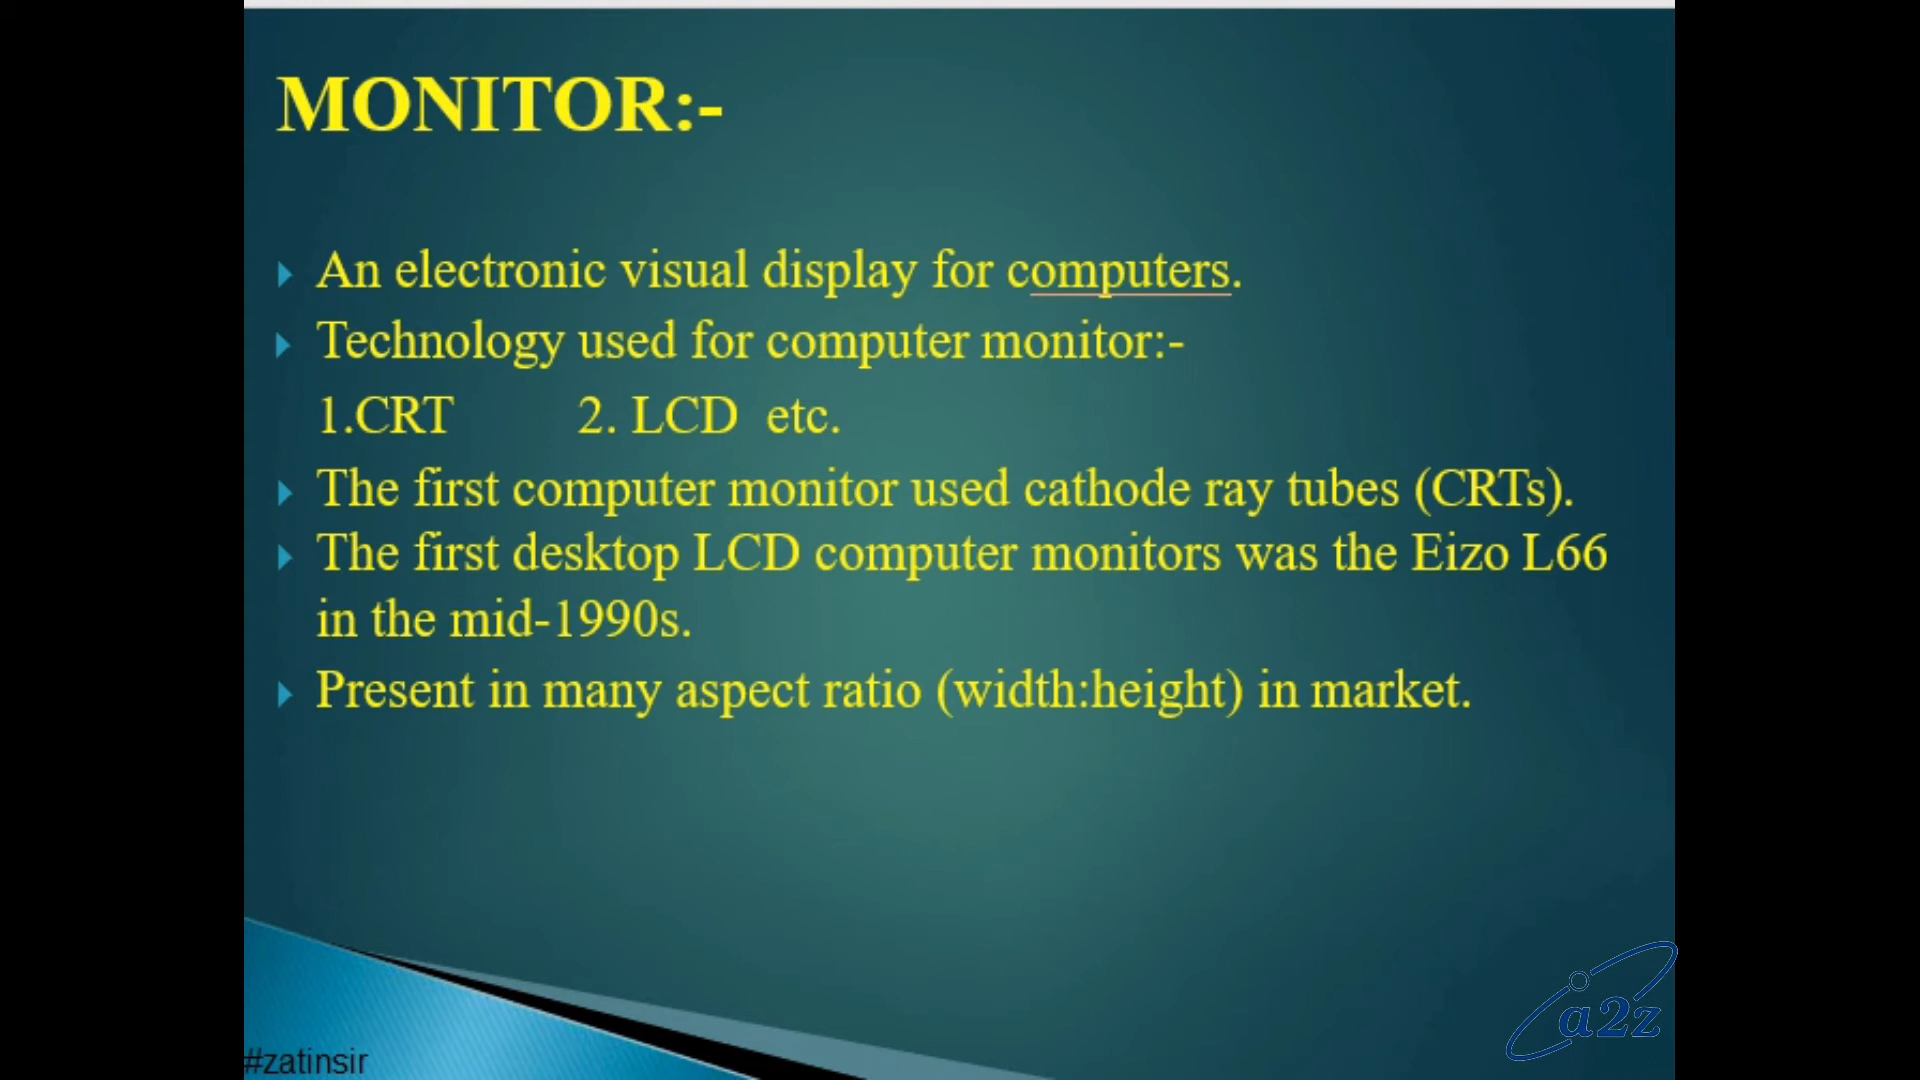 MONITOR:-
An electronic visual display for computers.
Technology used for computer monitor:-
1.CRT 2. LCD etc.
The first computer monitor used cathode ray tubes (CRTs).
The first desktop LCD computer monitors was the Eizo L66
in the mid-1990s.
Present in many aspect ratio (width:height) in market.
a2z
#zatinsir